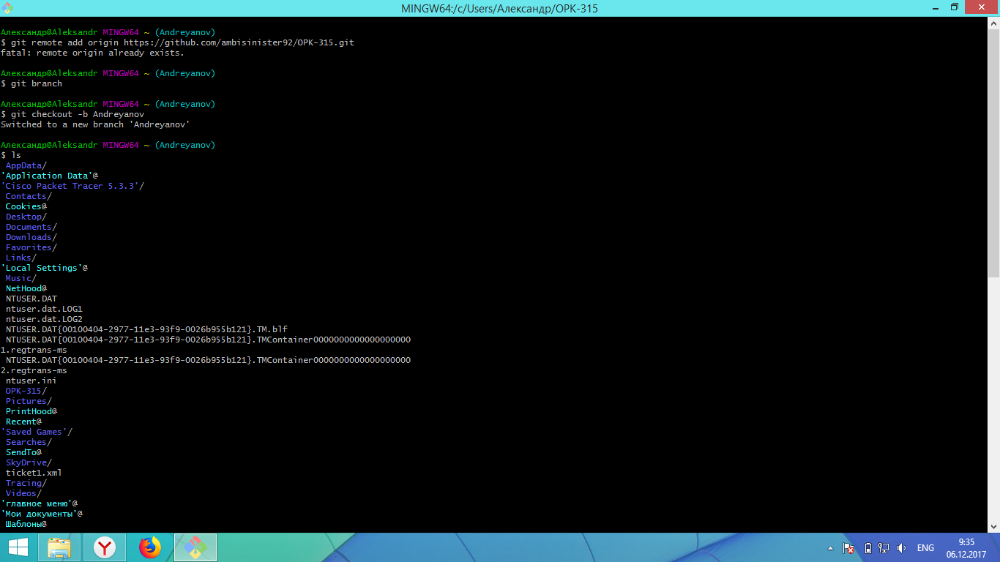 MINGW64:/c/Users/Александр/OPK-315
Александр@Aleksandr MINGW64 ~ (Andreyanov)
$ git remote add origin https://github.com/ambisinister92/OPK-315.git
fatal: remote origin already exists.
Александр@Aleksandr MINGW64 ~ (Andreyanov)
$ git branch
Александр@Aleksandr MINGW64 ~ (Andreyanov)
$ git checkout -b Andreyanov
Switched to a new branch 'Andreyanov'
Александр@Aleksandr MINGW64 ~ (Andreyanov)
$ ls
AppData/
'Application Data'@
'Cisco Packet Tracer 5.3.3'/
Contacts/
Cookies@
Desktop/
Documents/
Downloads/
Favorites/
Links/
'Local Settings'@
Music/
NetHood@
NTUSER.DAT
ntuser.dat.LOG1
ntuser.dat.LOG2
NTUSER.DAT{00100404-2977-11e3-93f9-0026b955b121}.TM.blf
NTUSER.DAT{00100404-2977-11e3-93f9-0026b955b121}.TMContainer0000000000000000000
1.regtrans-ms
NTUSER.DAT{00100404-2977-11e3-93f9-0026b955b121}.TMContainer0000000000000000000
2.regtrans-ms
ntuser.ini
OPK-315/
Pictures/
PrintHood@
Recent@
'Saved Games'/
Searches/
SendTo@
SkyDrive/
ticket1.xml
Tracing/
Videos/
'главное меню'@
'Мои документы'@
Шаблоны@
ENG
9:35
06.12.2017